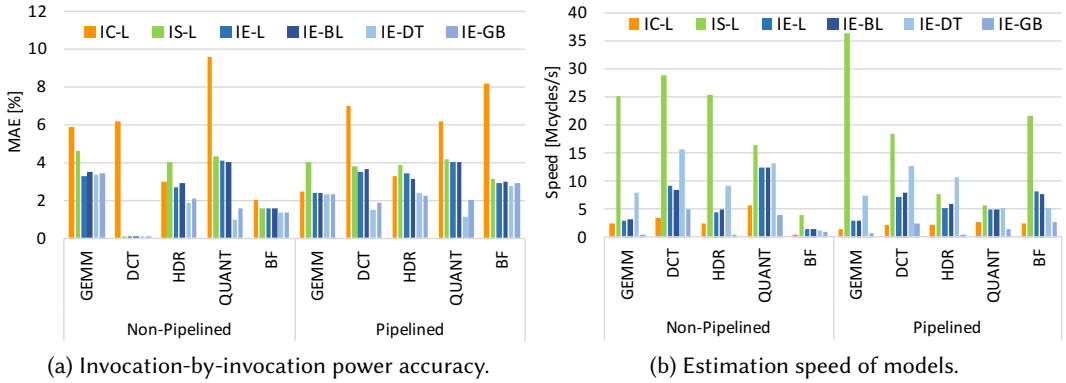 IC-L IS-L IE-L IE-BL IE-DT IE-GB
MAE [%]
12
10
8
6
4
2
0
GEMM DCT HDR QUANT BF GEMM DCT HDR QUANT BF
Non-Pipelined Pipelined
(a) Invocation-by-invocation power accuracy.
IC-L IS-L IE-L IE-BL IE-DT IE-GB
Speed [Mcycles/s]
40
35
30
25
20
15
10
5
0
GEMM DCT HDR QUANT BF GEMM DCT HDR QUANT BF
Non-Pipelined Pipelined
(b) Estimation speed of models.